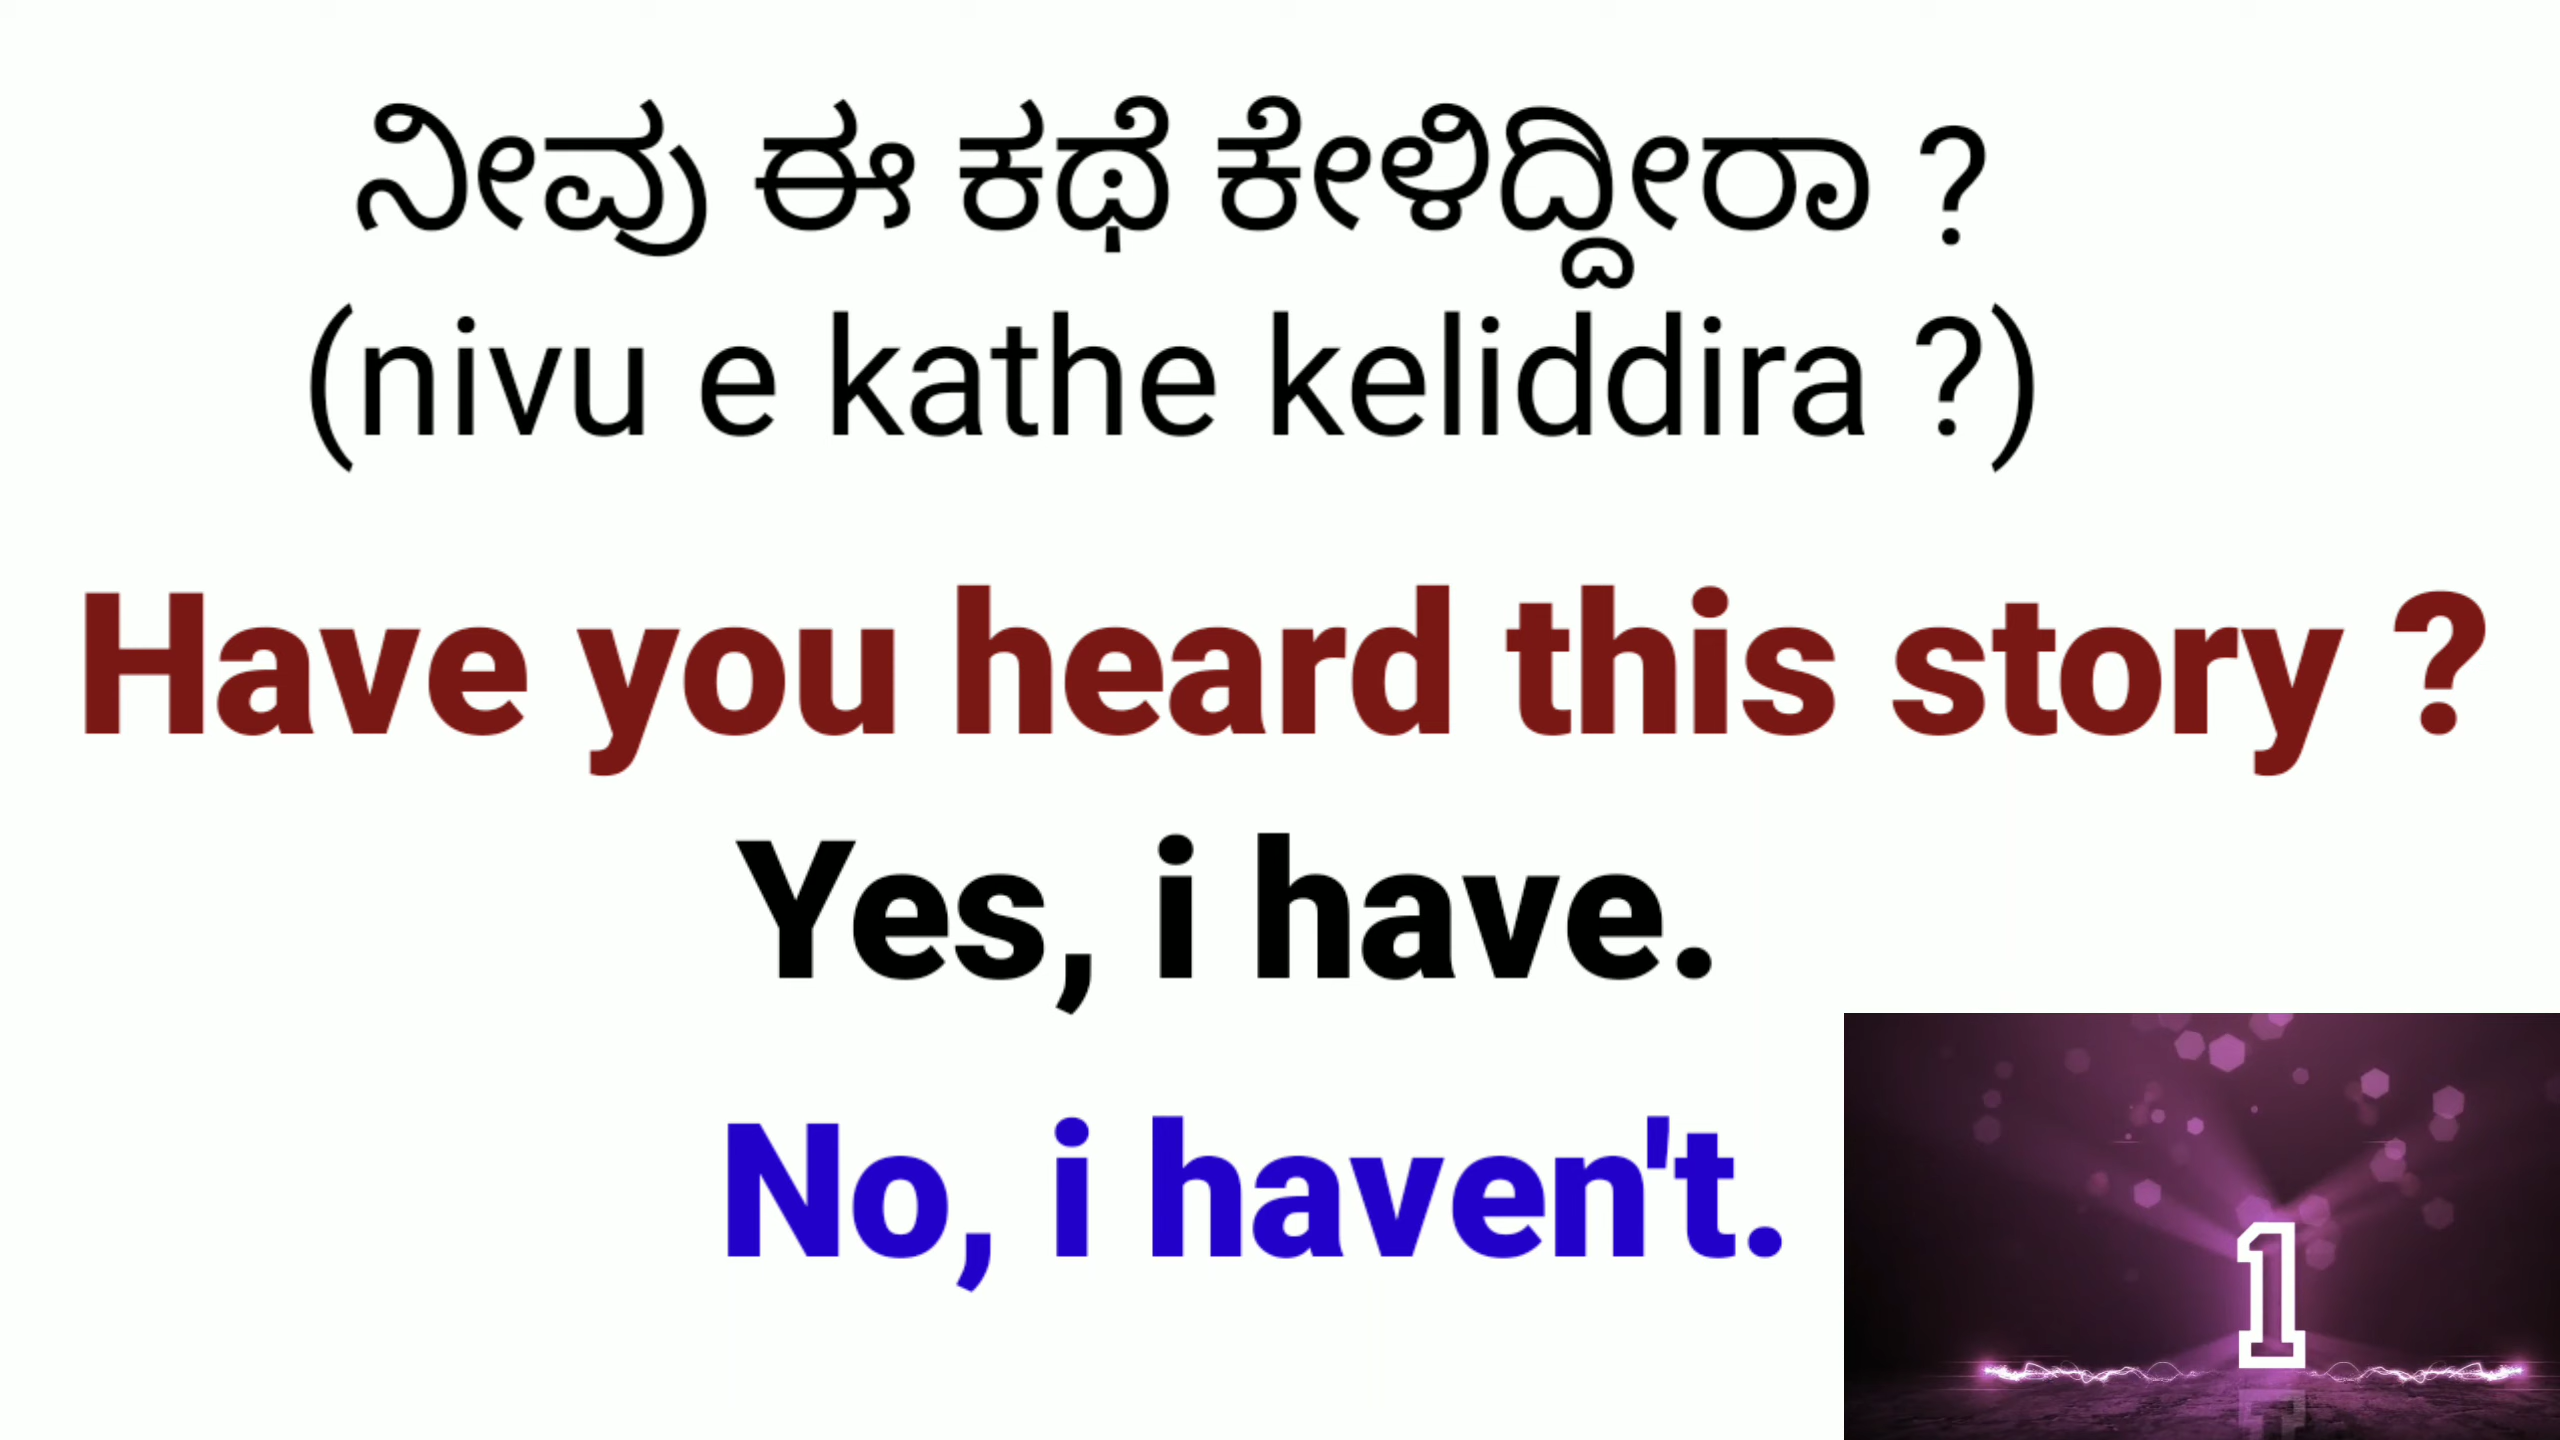 ನೀವು ಈ ಕಥೆ ಕೇಳಿದ್ದೀರಾ ?
(nivu e kathe keliddira ?)
Have you heard this story ?
Yes, i have.
No, i haven't.
1